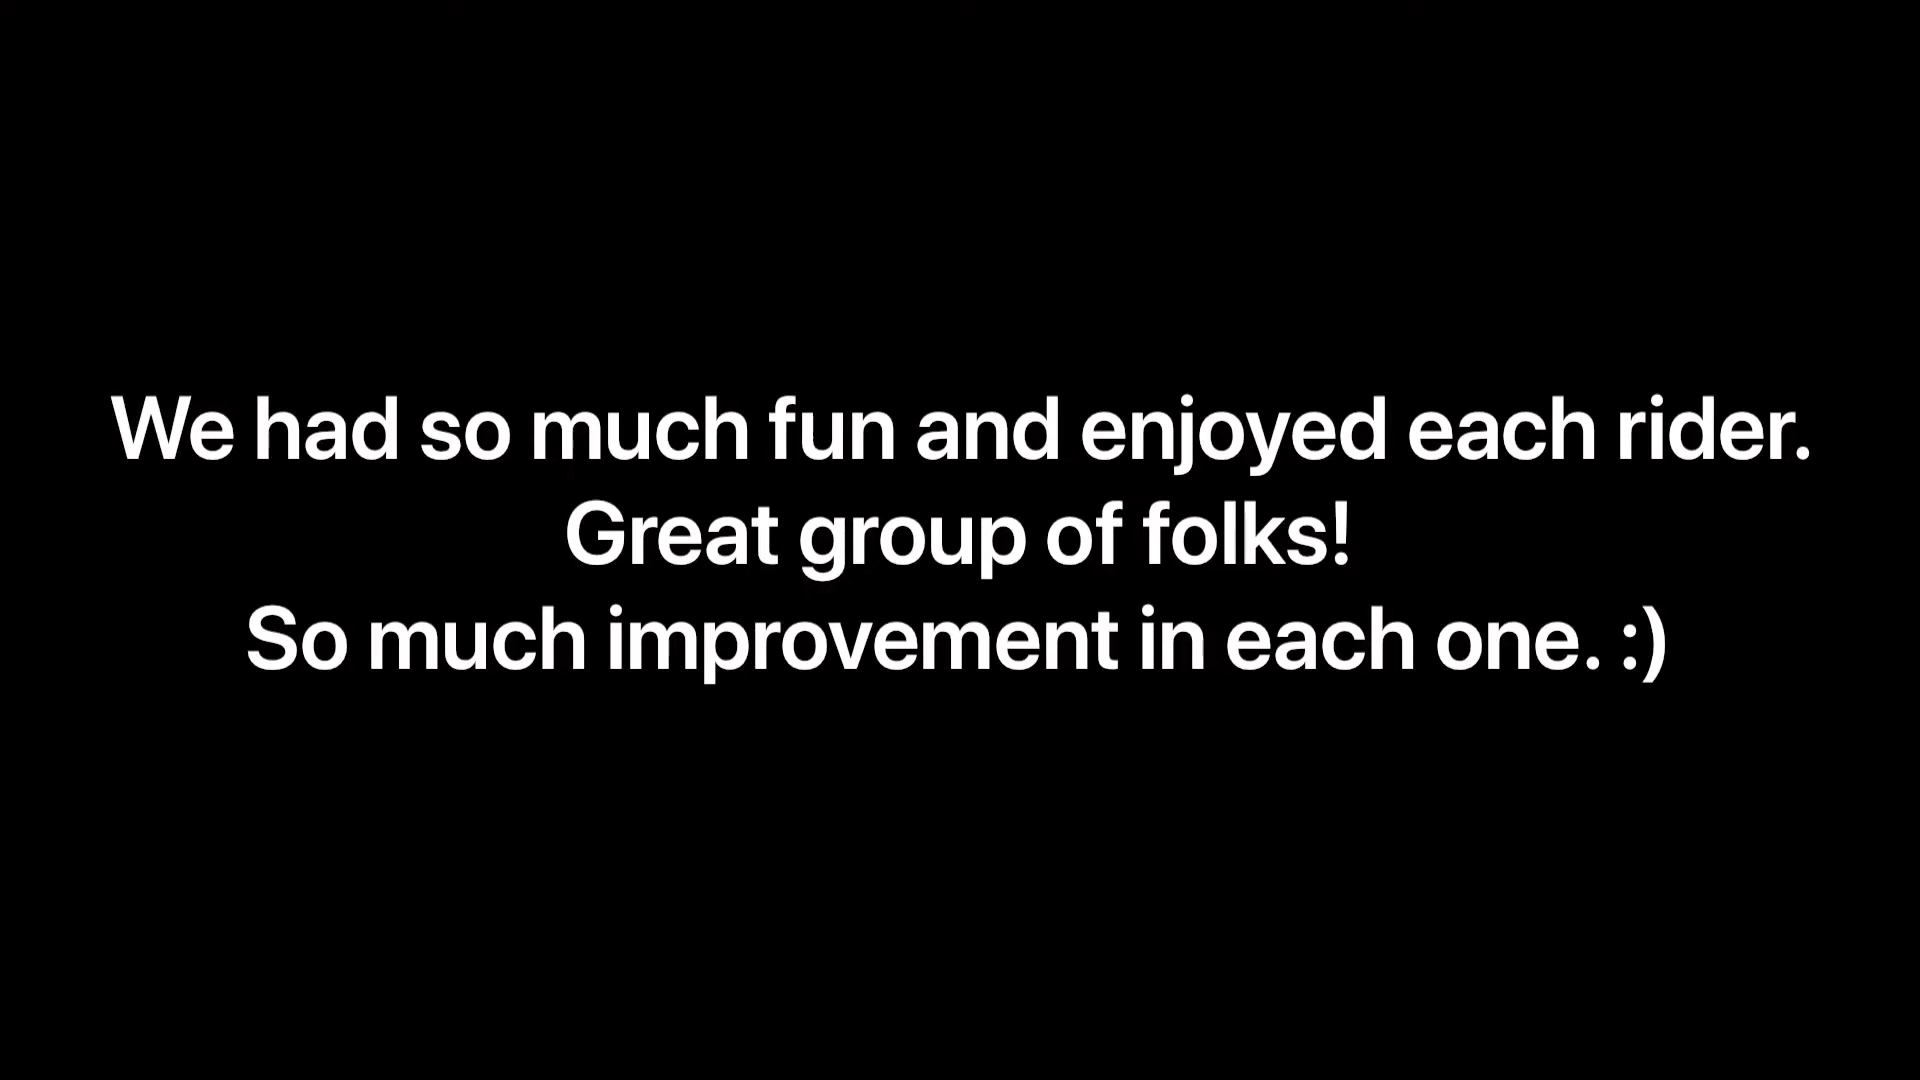 We had so much fun and enjoyed each rider.
Great group of folks!
So much improvement in each one. :)